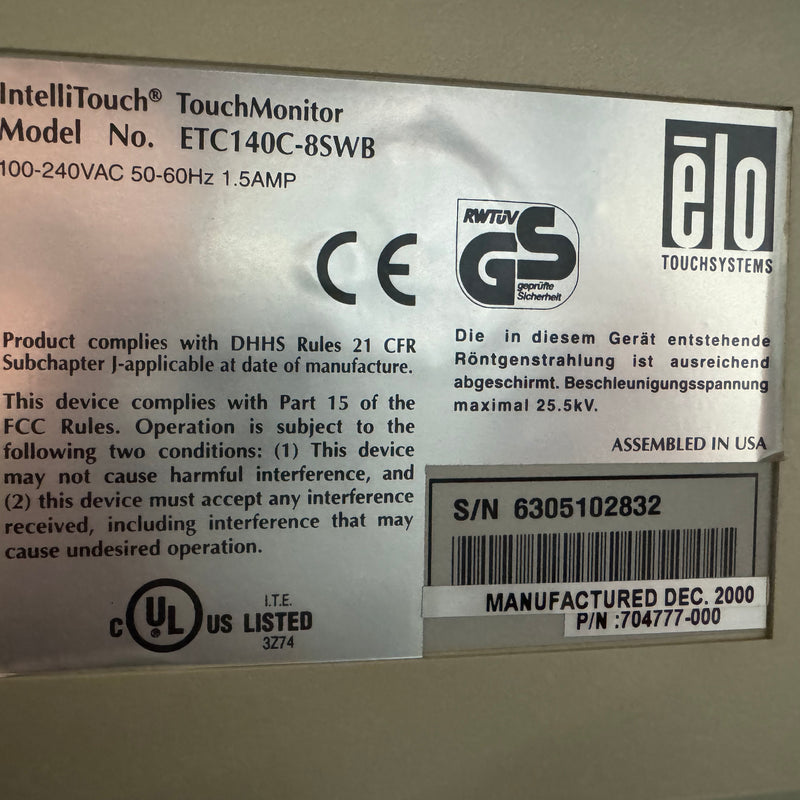 IntelliTouch® TouchMonitor
Model No. ETC140C-8SWB
100-240VAC 50-60Hz 1.5AMP
CE
RWTÜV
GS
geprüfte
Sicherheit
ēlo
TOUCHSYSTEMS
Product complies with DHHS Rules 21 CFR
Subchapter J-applicable at date of manufacture.
This device complies with Part 15 of the
FCC Rules. Operation is subject to the
following two conditions: (1) This device
may not cause harmful interference, and
(2) this device must accept any interference
received, including interference that may
cause undesired operation.
C UL® US LISTED
I.T.E.
3Z74
Die in diesem Gerät entstehende
Röntgenstrahlung ist ausreichend
abgeschirmt. Beschleunigungsspannung
maximal 25.5kV.
ASSEMBLED IN USA
S/N 6305102832
MANUFACTURED DEC. 2000
P/N :704777-000